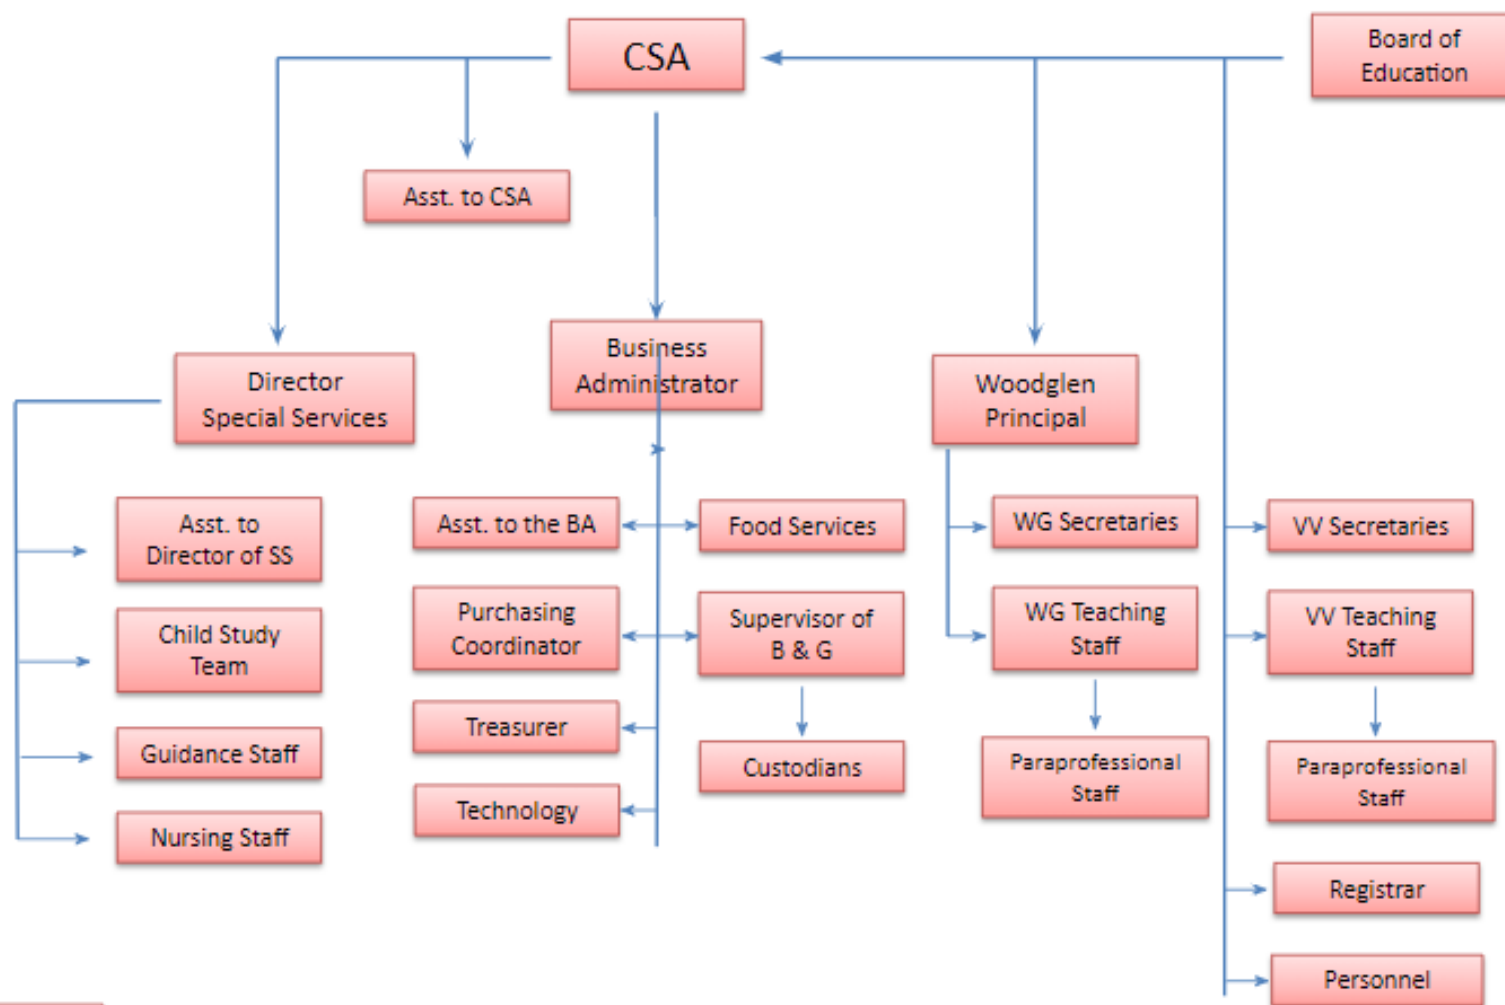 CSA
Board of
Education
Asst. to CSA
Director
Special Services
Business
Administrator
Woodglen
Principal
Asst. to
Director of SS
Child Study
Team
Guidance Staff
Nursing Staff
Asst. to the BA
Purchasing
Coordinator
Treasurer
Technology
Food Services
Supervisor of
B & G
Custodians
WG Secretaries
WG Teaching
Staff
Paraprofessional
Staff
VV Secretaries
VV Teaching
Staff
Paraprofessional
Staff
Registrar
Personnel